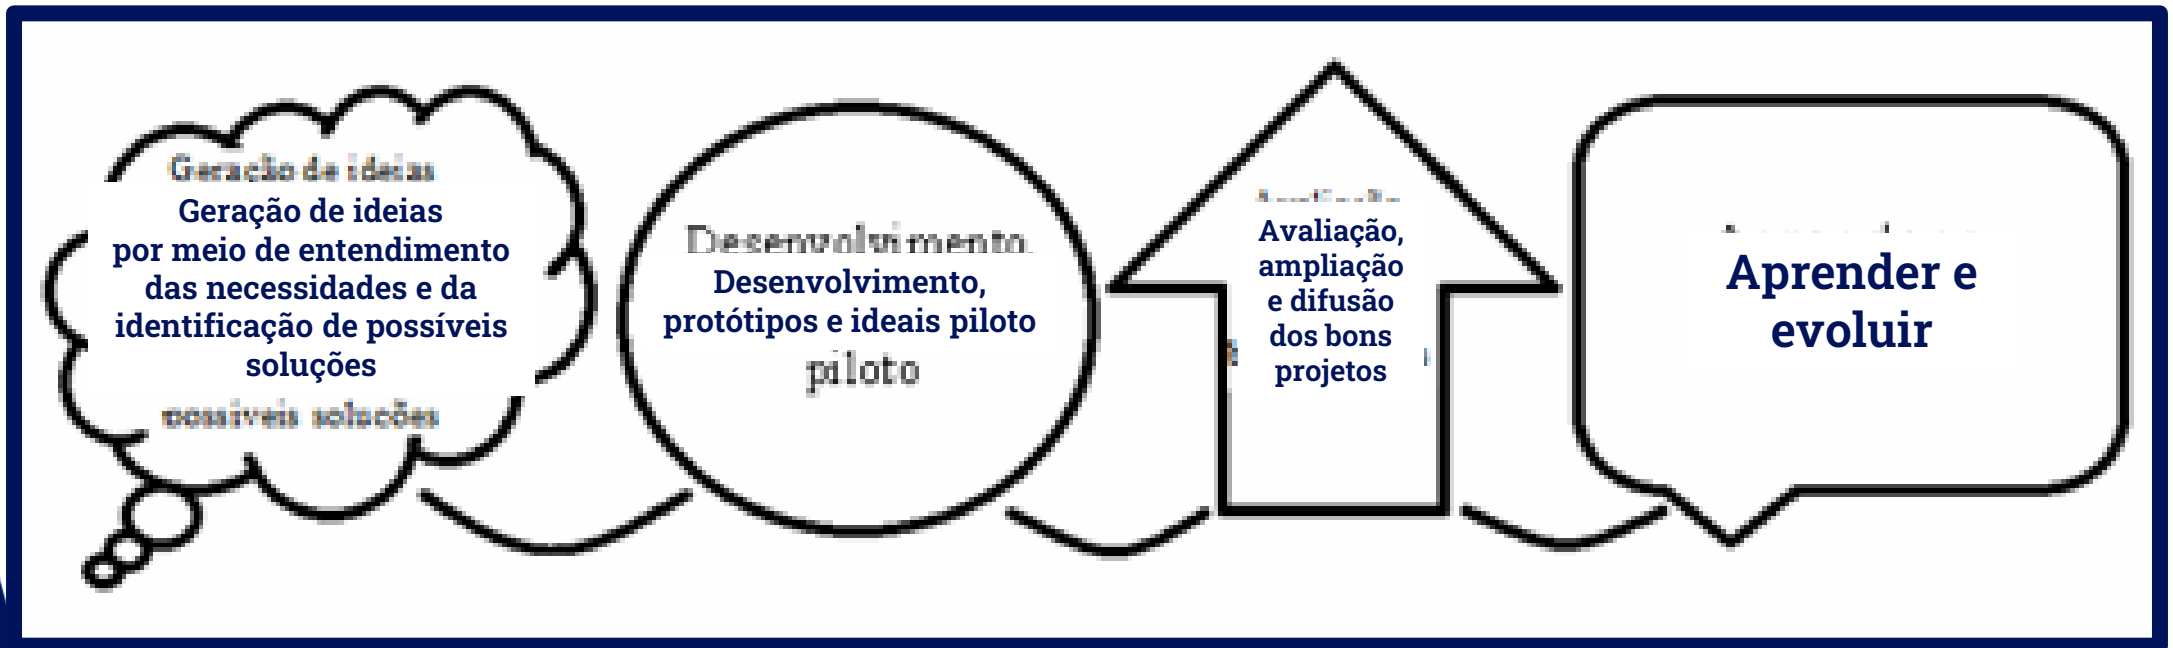 Geração de ideias
Geração de ideias
por meio de entendimento
das necessidades e da
identificação de possíveis
soluções
possíveis soluções
Desenvolvimento,
Desenvolvimento,
protótipos e ideais piloto
piloto
Avaliação,
ampliação
e difusão
dos bons
projetos
Aprender e
evoluir